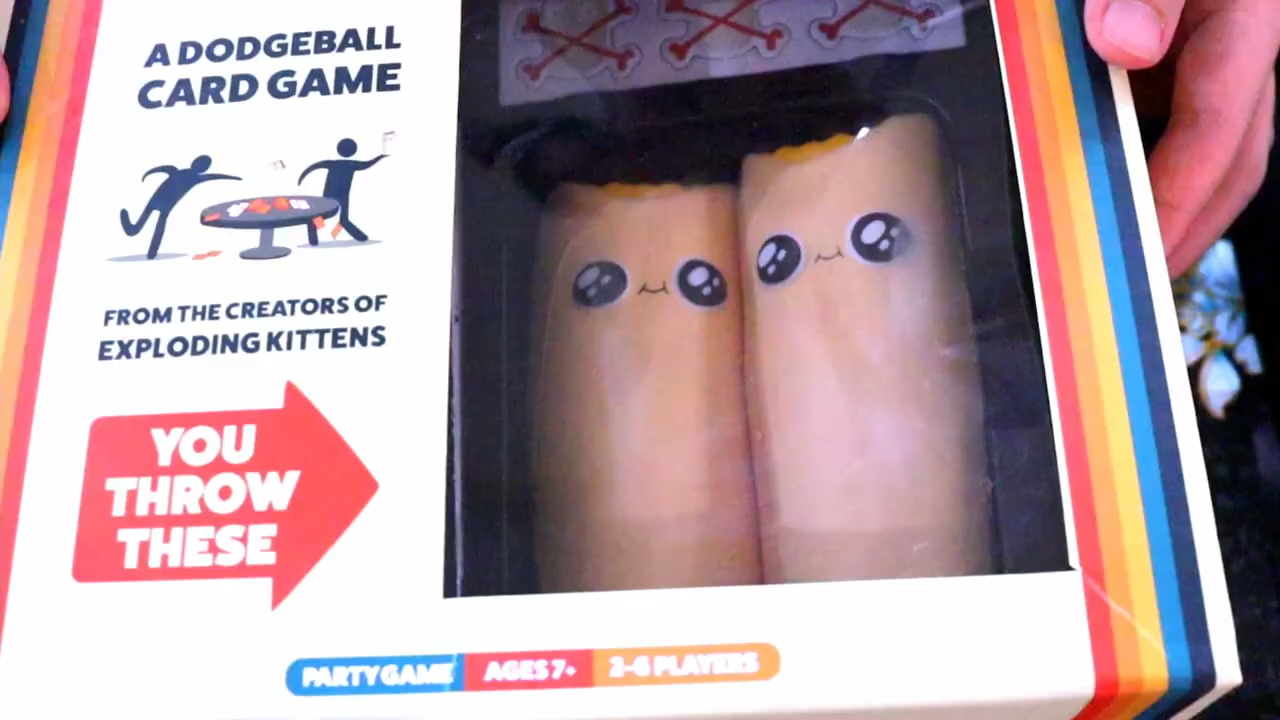 A DODGEBALL
CARD GAME
FROM THE CREATORS OF
EXPLODING KITTENS
YOU
THROW
THESE
PARTY GAME AGES 7+ 2-6 PLAYERS